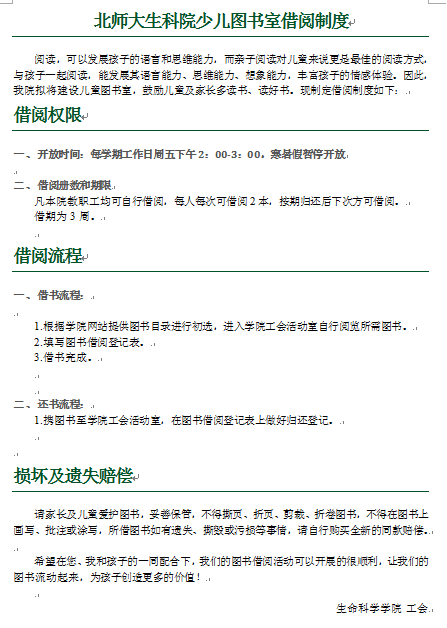 北师大生科院少儿图书室借阅制度
阅读，可以发展孩子的语言和思维能力，而亲子阅读对儿童来说更是最佳的阅读方式，
与孩子一起阅读，能发展其语言能力、思维能力、想象能力，丰富孩子的情感体验。因此，
我院拟将建设儿童图书室，鼓励儿童及家长多读书、读好书。现制定借阅制度如下：
借阅权限
一、开放时间：每学期工作日周五下午 2：00-3：00。寒暑假暂停开放
二、借阅册数和期限
凡本院教职工均可自行借阅，每人每次可借阅 2 本，按期归还后下次方可借阅。
借期为 3 周。
借阅流程
一、借书流程：
1.根据学院网站提供图书目录进行初选，进入学院工会活动室自行阅览所需图书。
2.填写图书借阅登记表。
3.借书完成。
二、还书流程：
1.携图书至学院工会活动室，在图书借阅登记表上做好归还登记。
损坏及遗失赔偿
请家长及儿童爱护图书，妥善保管，不得撕页、折页、剪裁、折卷图书，不得在图书上
画写、批注或涂写，所借图书如有遗失、撕毁或污损等事情，请自行购买全新的同款赔偿。
希望在您、我和孩子的一同配合下，我们的图书借阅活动可以开展的很顺利，让我们的
图书流动起来，为孩子创造更多的价值！
生命科学学院 工会